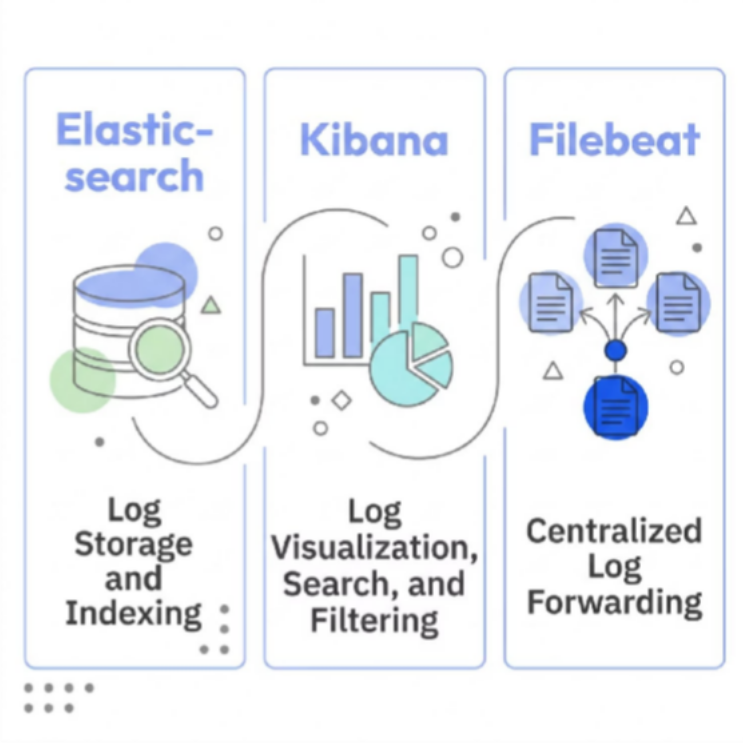 Elastic-
search
Log
Storage
and
Indexing
Kibana
Log
Visualization,
Search, and
Filtering
Filebeat
Centralized
Log
Forwarding